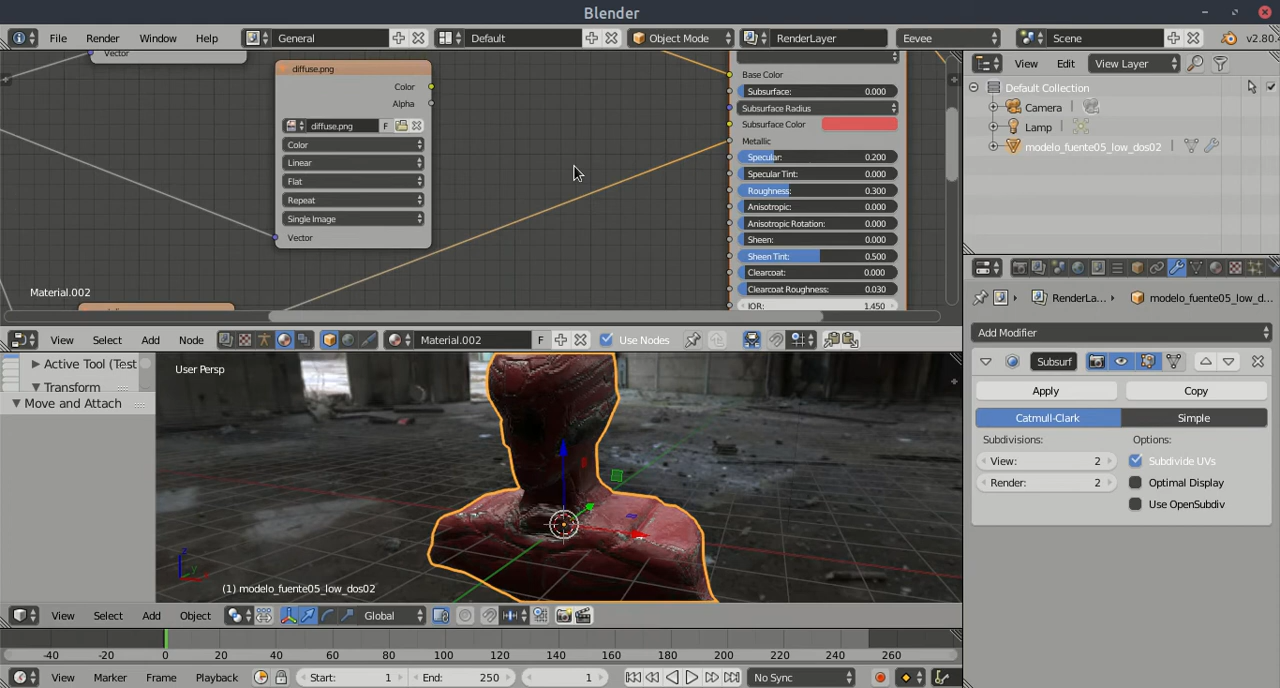 Blender
File Render Window Help General Default Object Mode RenderLayer Eevee Scene v2.80.
Vector
diffuse.png
Color
Alpha
diffuse.png F
Color
Linear
Flat
Repeat
Single Image
Vector
Material.002
Base Color
Subsurface: 0.000
Subsurface Radius
Subsurface Color
Metallic
Specular: 0.200
Specular Tint: 0.000
Roughness: 0.300
Anisotropic: 0.000
Anisotropic Rotation: 0.000
Sheen: 0.000
Sheen Tint: 0.500
Clearcoat: 0.000
Clearcoat Roughness: 0.030
IOR: 1.450
View Select Add Node Material.002 F Use Nodes
Active Tool (Test
Transform
Move and Attach
User Persp
(1) modelo_fuente05_low_dos02
View Select Add Object Global
-40 -20 0 20 40 60 80 100 120 140 160 180 200 220 240 260
View Marker Frame Playback Start: 1 End: 250 1 No Sync
View Edit View Layer
Default Collection
Camera
Lamp
modelo_fuente05_low_dos02
RenderLa... modelo_fuente05_low_d...
Add Modifier
Subsurf
Apply Copy
Catmull-Clark Simple
Subdivisions: Options:
View: 2 Subdivide UVs
Render: 2 Optimal Display
Use OpenSubdiv